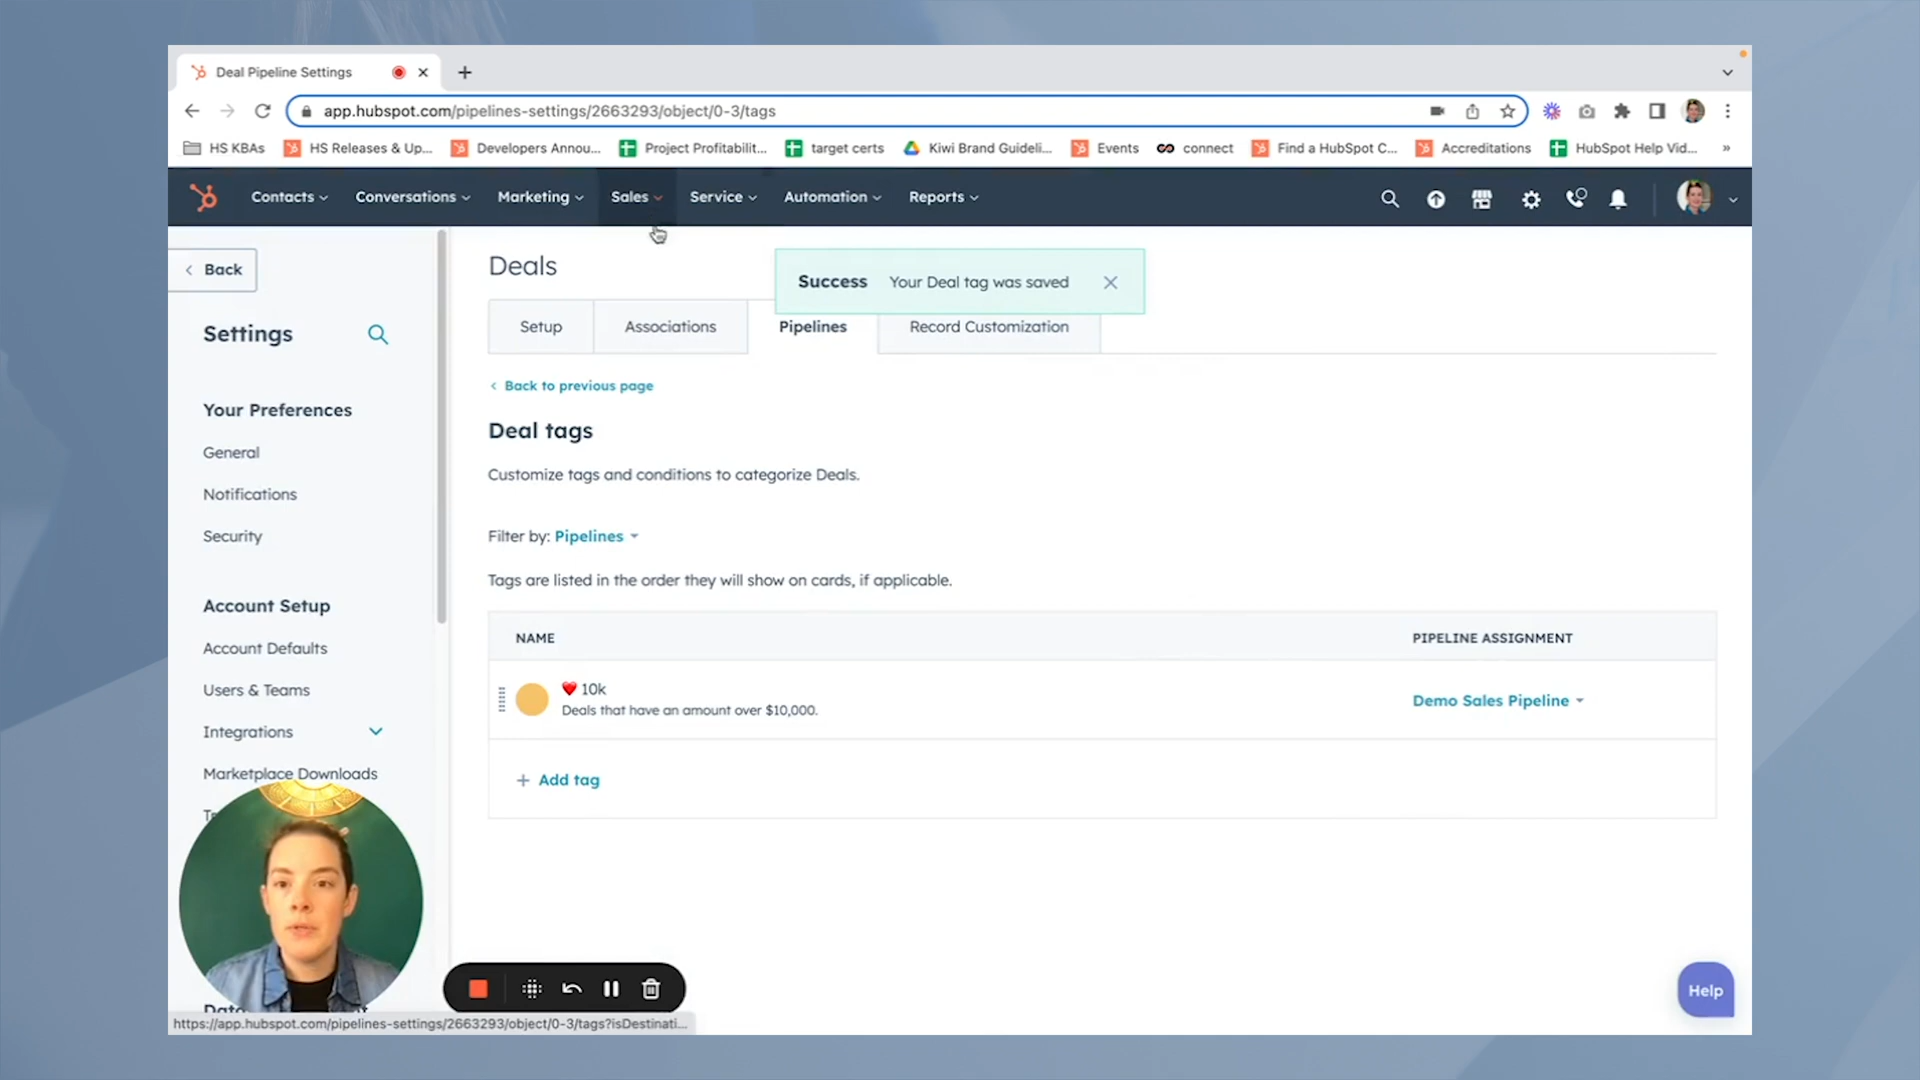 Deal Pipeline Settings
app.hubspot.com/pipelines-settings/2663293/object/0-3/tags
HS KBAs
HS Releases & Up...
Developers Annou...
Project Profitabilit...
target certs
Kiwi Brand Guideli...
Events
connect
Find a HubSpot C...
Accreditations
HubSpot Help Vid...
»
Contacts
Conversations
Marketing
Sales
Service
Automation
Reports
Back
Settings
Your Preferences
General
Notifications
Security
Account Setup
Account Defaults
Users & Teams
Integrations
Marketplace Downloads
Deals
Success Your Deal tag was saved
Setup
Associations
Pipelines
Record Customization
Back to previous page
Deal tags
Customize tags and conditions to categorize Deals.
Filter by: Pipelines
Tags are listed in the order they will show on cards, if applicable.
NAME
PIPELINE ASSIGNMENT
❤️ 10k
Deals that have an amount over $10,000.
Demo Sales Pipeline
+ Add tag
Help
https://app.hubspot.com/pipelines-settings/2663293/object/0-3/tags?isDestinati...